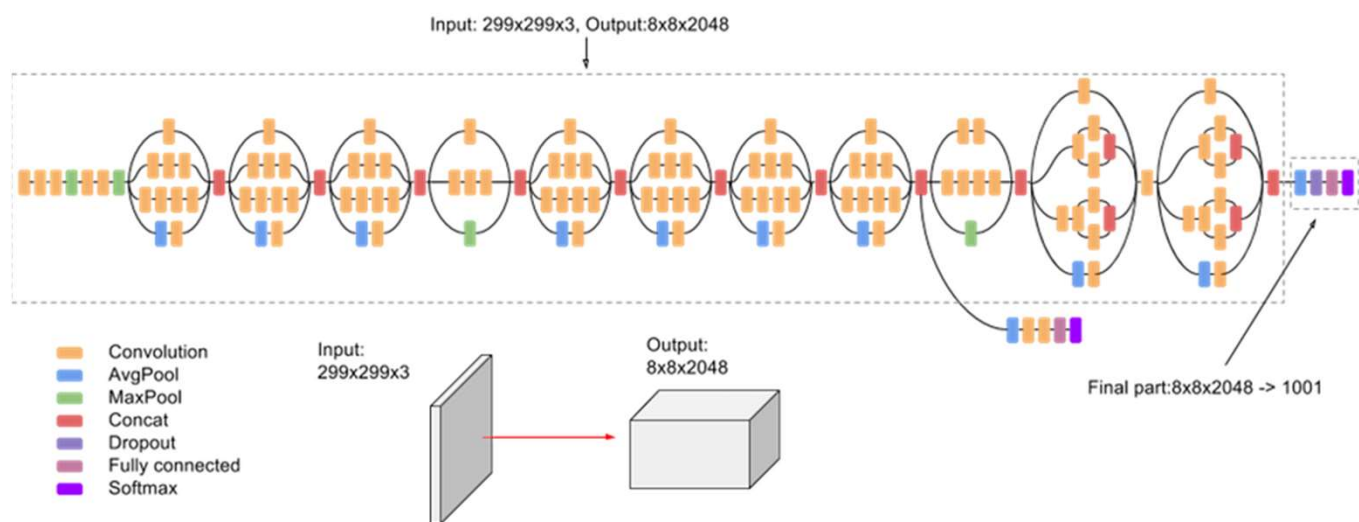 Input: 299x299x3, Output:8x8x2048
Convolution
AvgPool
MaxPool
Concat
Dropout
Fully connected
Softmax
Input:
299x299x3
Output:
8x8x2048
Final part:8x8x2048 -> 1001